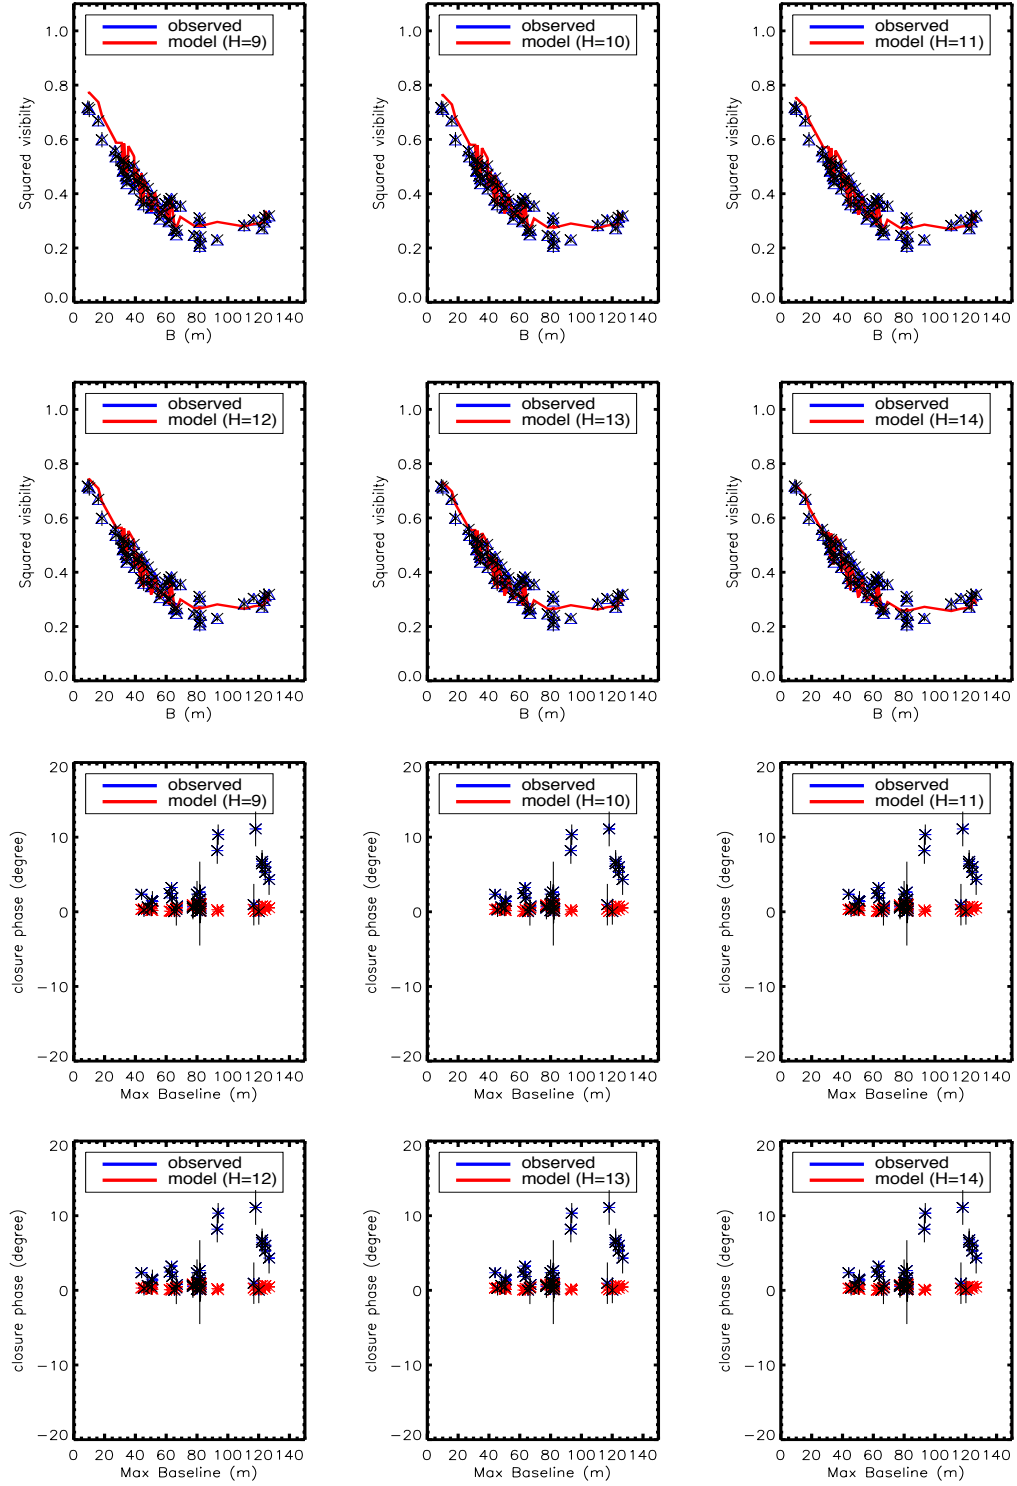 observed observed observed
model (H=9) model (H=10) model (H=11)
Squared visibilty Squared visibilty Squared visibilty
1.0 1.0 1.0
0.8 0.8 0.8
0.6 0.6 0.6
0.4 0.4 0.4
0.2 0.2 0.2
0.0 0.0 0.0
0 20 40 60 80 100 120 140 0 20 40 60 80 100 120 140 0 20 40 60 80 100 120 140
B (m) B (m) B (m)
observed observed observed
model (H=12) model (H=13) model (H=14)
Squared visibilty Squared visibilty Squared visibilty
1.0 1.0 1.0
0.8 0.8 0.8
0.6 0.6 0.6
0.4 0.4 0.4
0.2 0.2 0.2
0.0 0.0 0.0
0 20 40 60 80 100 120 140 0 20 40 60 80 100 120 140 0 20 40 60 80 100 120 140
B (m) B (m) B (m)
observed observed observed
model (H=9) model (H=10) model (H=11)
closure phase (degree) closure phase (degree) closure phase (degree)
20 20 20
10 10 10
0 0 0
−10 −10 −10
−20 −20 −20
0 20 40 60 80 100 120 140 0 20 40 60 80 100 120 140 0 20 40 60 80 100 120 140
Max Baseline (m) Max Baseline (m) Max Baseline (m)
observed observed observed
model (H=12) model (H=13) model (H=14)
closure phase (degree) closure phase (degree) closure phase (degree)
20 20 20
10 10 10
0 0 0
−10 −10 −10
−20 −20 −20
0 20 40 60 80 100 120 140 0 20 40 60 80 100 120 140 0 20 40 60 80 100 120 140
Max Baseline (m) Max Baseline (m) Max Baseline (m)